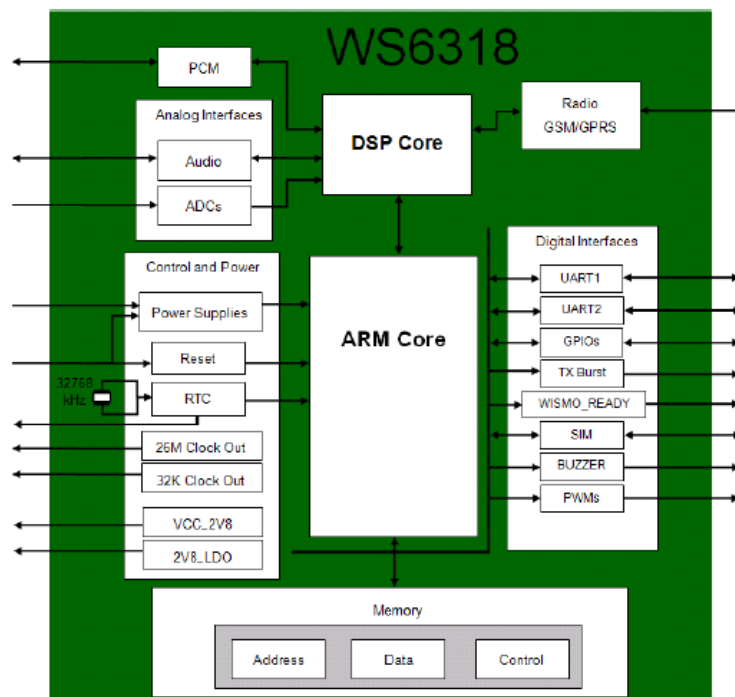 WS6318
PCM
Analog Interfaces
Audio
ADCs
DSP Core
Radio
GSM/GPRS
Control and Power
Power Supplies
Reset
32768
kHz
RTC
26M Clock Out
32K Clock Out
VCC_2V8
2V8_LDO
ARM Core
Digital Interfaces
UART1
UART2
GPIOs
TX Burst
WISMO_READY
SIM
BUZZER
PWMs
Memory
Address
Data
Control